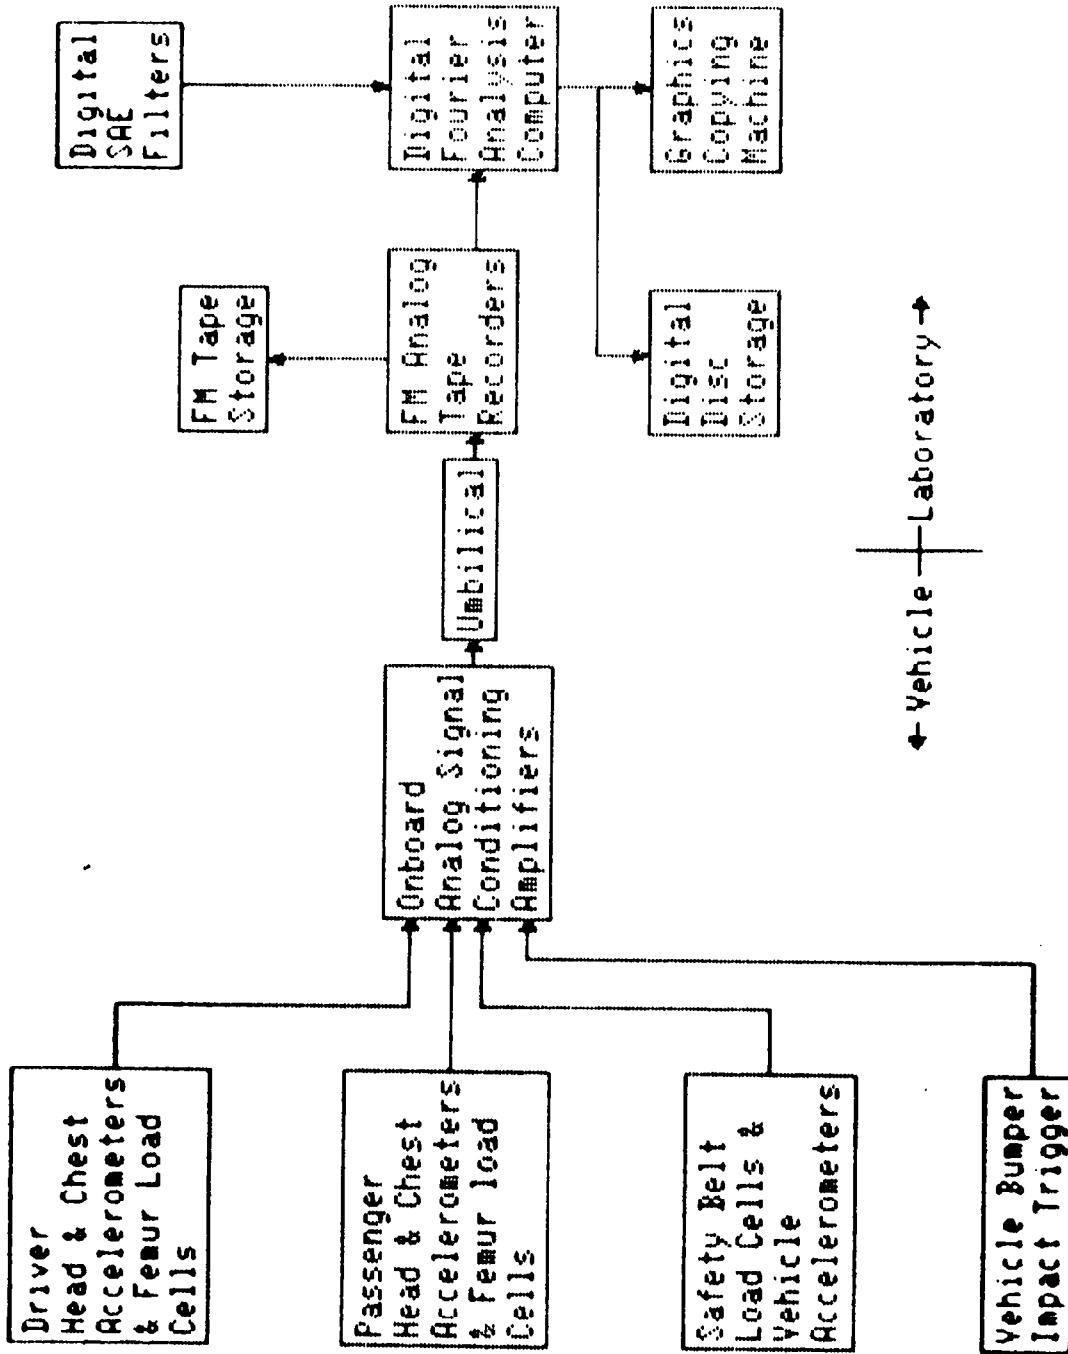 Driver
Head & Chest
Accelerometers
& Femur Load
Cells
Passenger
Head & Chest
Accelerometers
& Femur load
Cells
Safety Belt
Load Cells &
Vehicle
Accelerometers
Vehicle Bumper
Impact Trigger
Onboard
Analog Signal
Conditioning
Amplifiers
Umbilical
FM Tape
Storage
FM Analog
Tape
Recorders
Digital
SAE
Filters
Digital
Fourier
Analysis
Computer
Digital
Disc
Storage
Graphics
Copying
Machine
Vehicle Laboratory